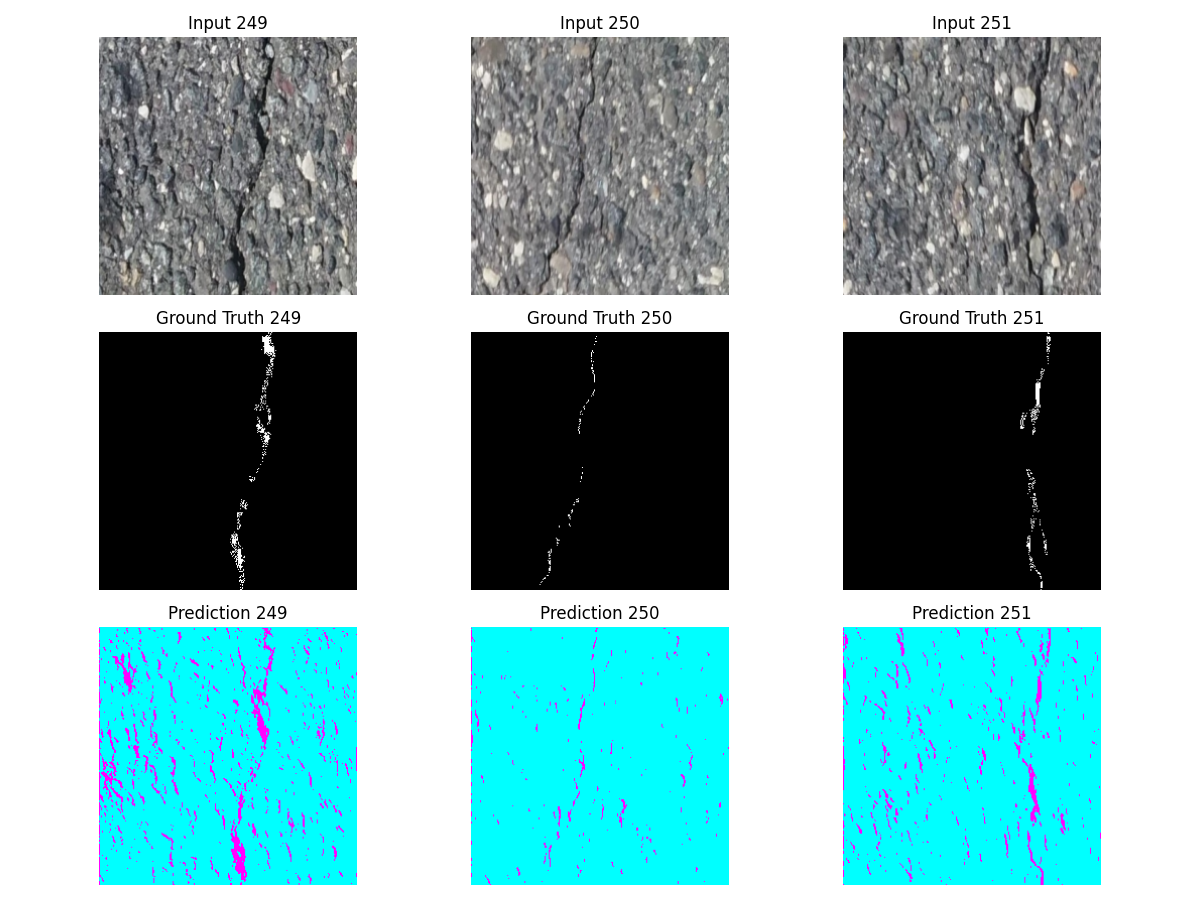 Input 249
Input 250
Input 251
Ground Truth 249
Ground Truth 250
Ground Truth 251
Prediction 249
Prediction 250
Prediction 251